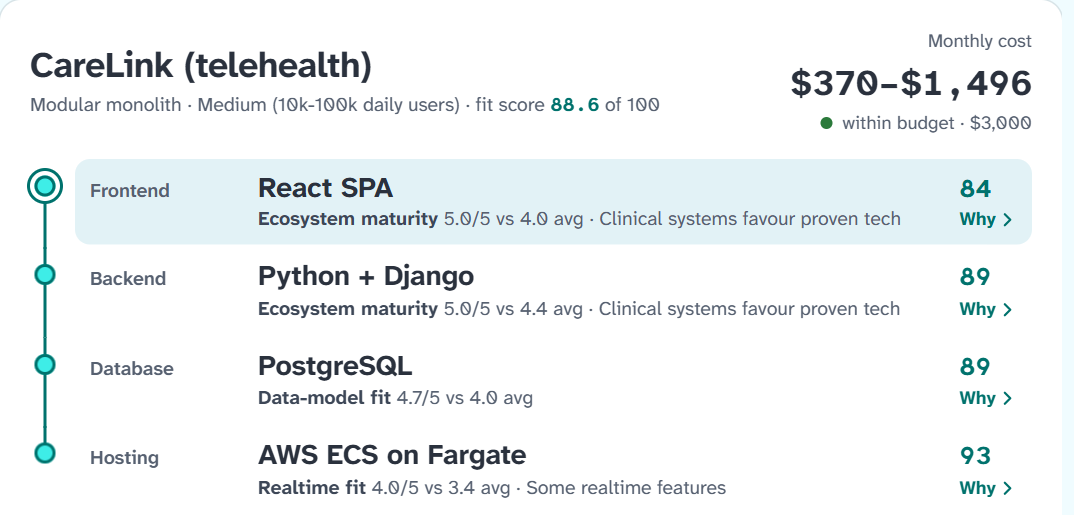 Monthly cost
CareLink (telehealth)
$370–$1,496
Modular monolith · Medium (10k-100k daily users) · fit score 88.6 of 100
within budget · $3,000
Frontend
React SPA
84
Ecosystem maturity 5.0/5 vs 4.0 avg · Clinical systems favour proven tech
Why >
Backend
Python + Django
89
Ecosystem maturity 5.0/5 vs 4.4 avg · Clinical systems favour proven tech
Why >
Database
PostgreSQL
89
Data-model fit 4.7/5 vs 4.0 avg
Why >
Hosting
AWS ECS on Fargate
93
Realtime fit 4.0/5 vs 3.4 avg · Some realtime features
Why >